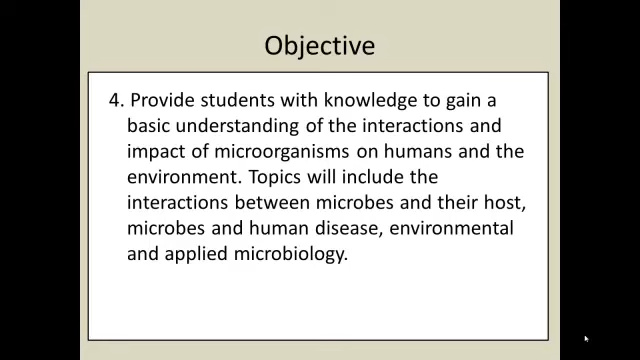 Objective
4. Provide students with knowledge to gain a
basic understanding of the interactions and
impact of microorganisms on humans and the
environment. Topics will include the
interactions between microbes and their host,
microbes and human disease, environmental
and applied microbiology.